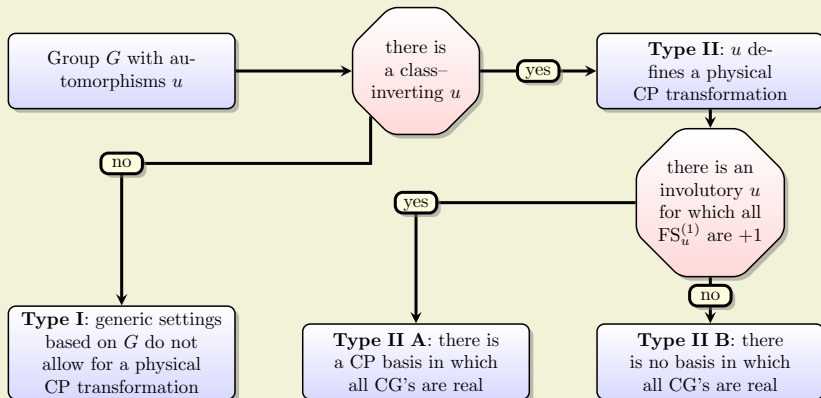 Group $G$ with au-
tomorphisms $u$
there is
a class–
inverting $u$
yes
Type II: $u$ de-
fines a physical
CP transformation
no
there is an
involutory $u$
for which all
$\mathrm{FS}_u^{(1)}$ are +1
yes
no
Type I: generic settings
based on $G$ do not
allow for a physical
CP transformation
Type II A: there is
a CP basis in which
all CG's are real
Type II B: there
is no basis in which
all CG's are real